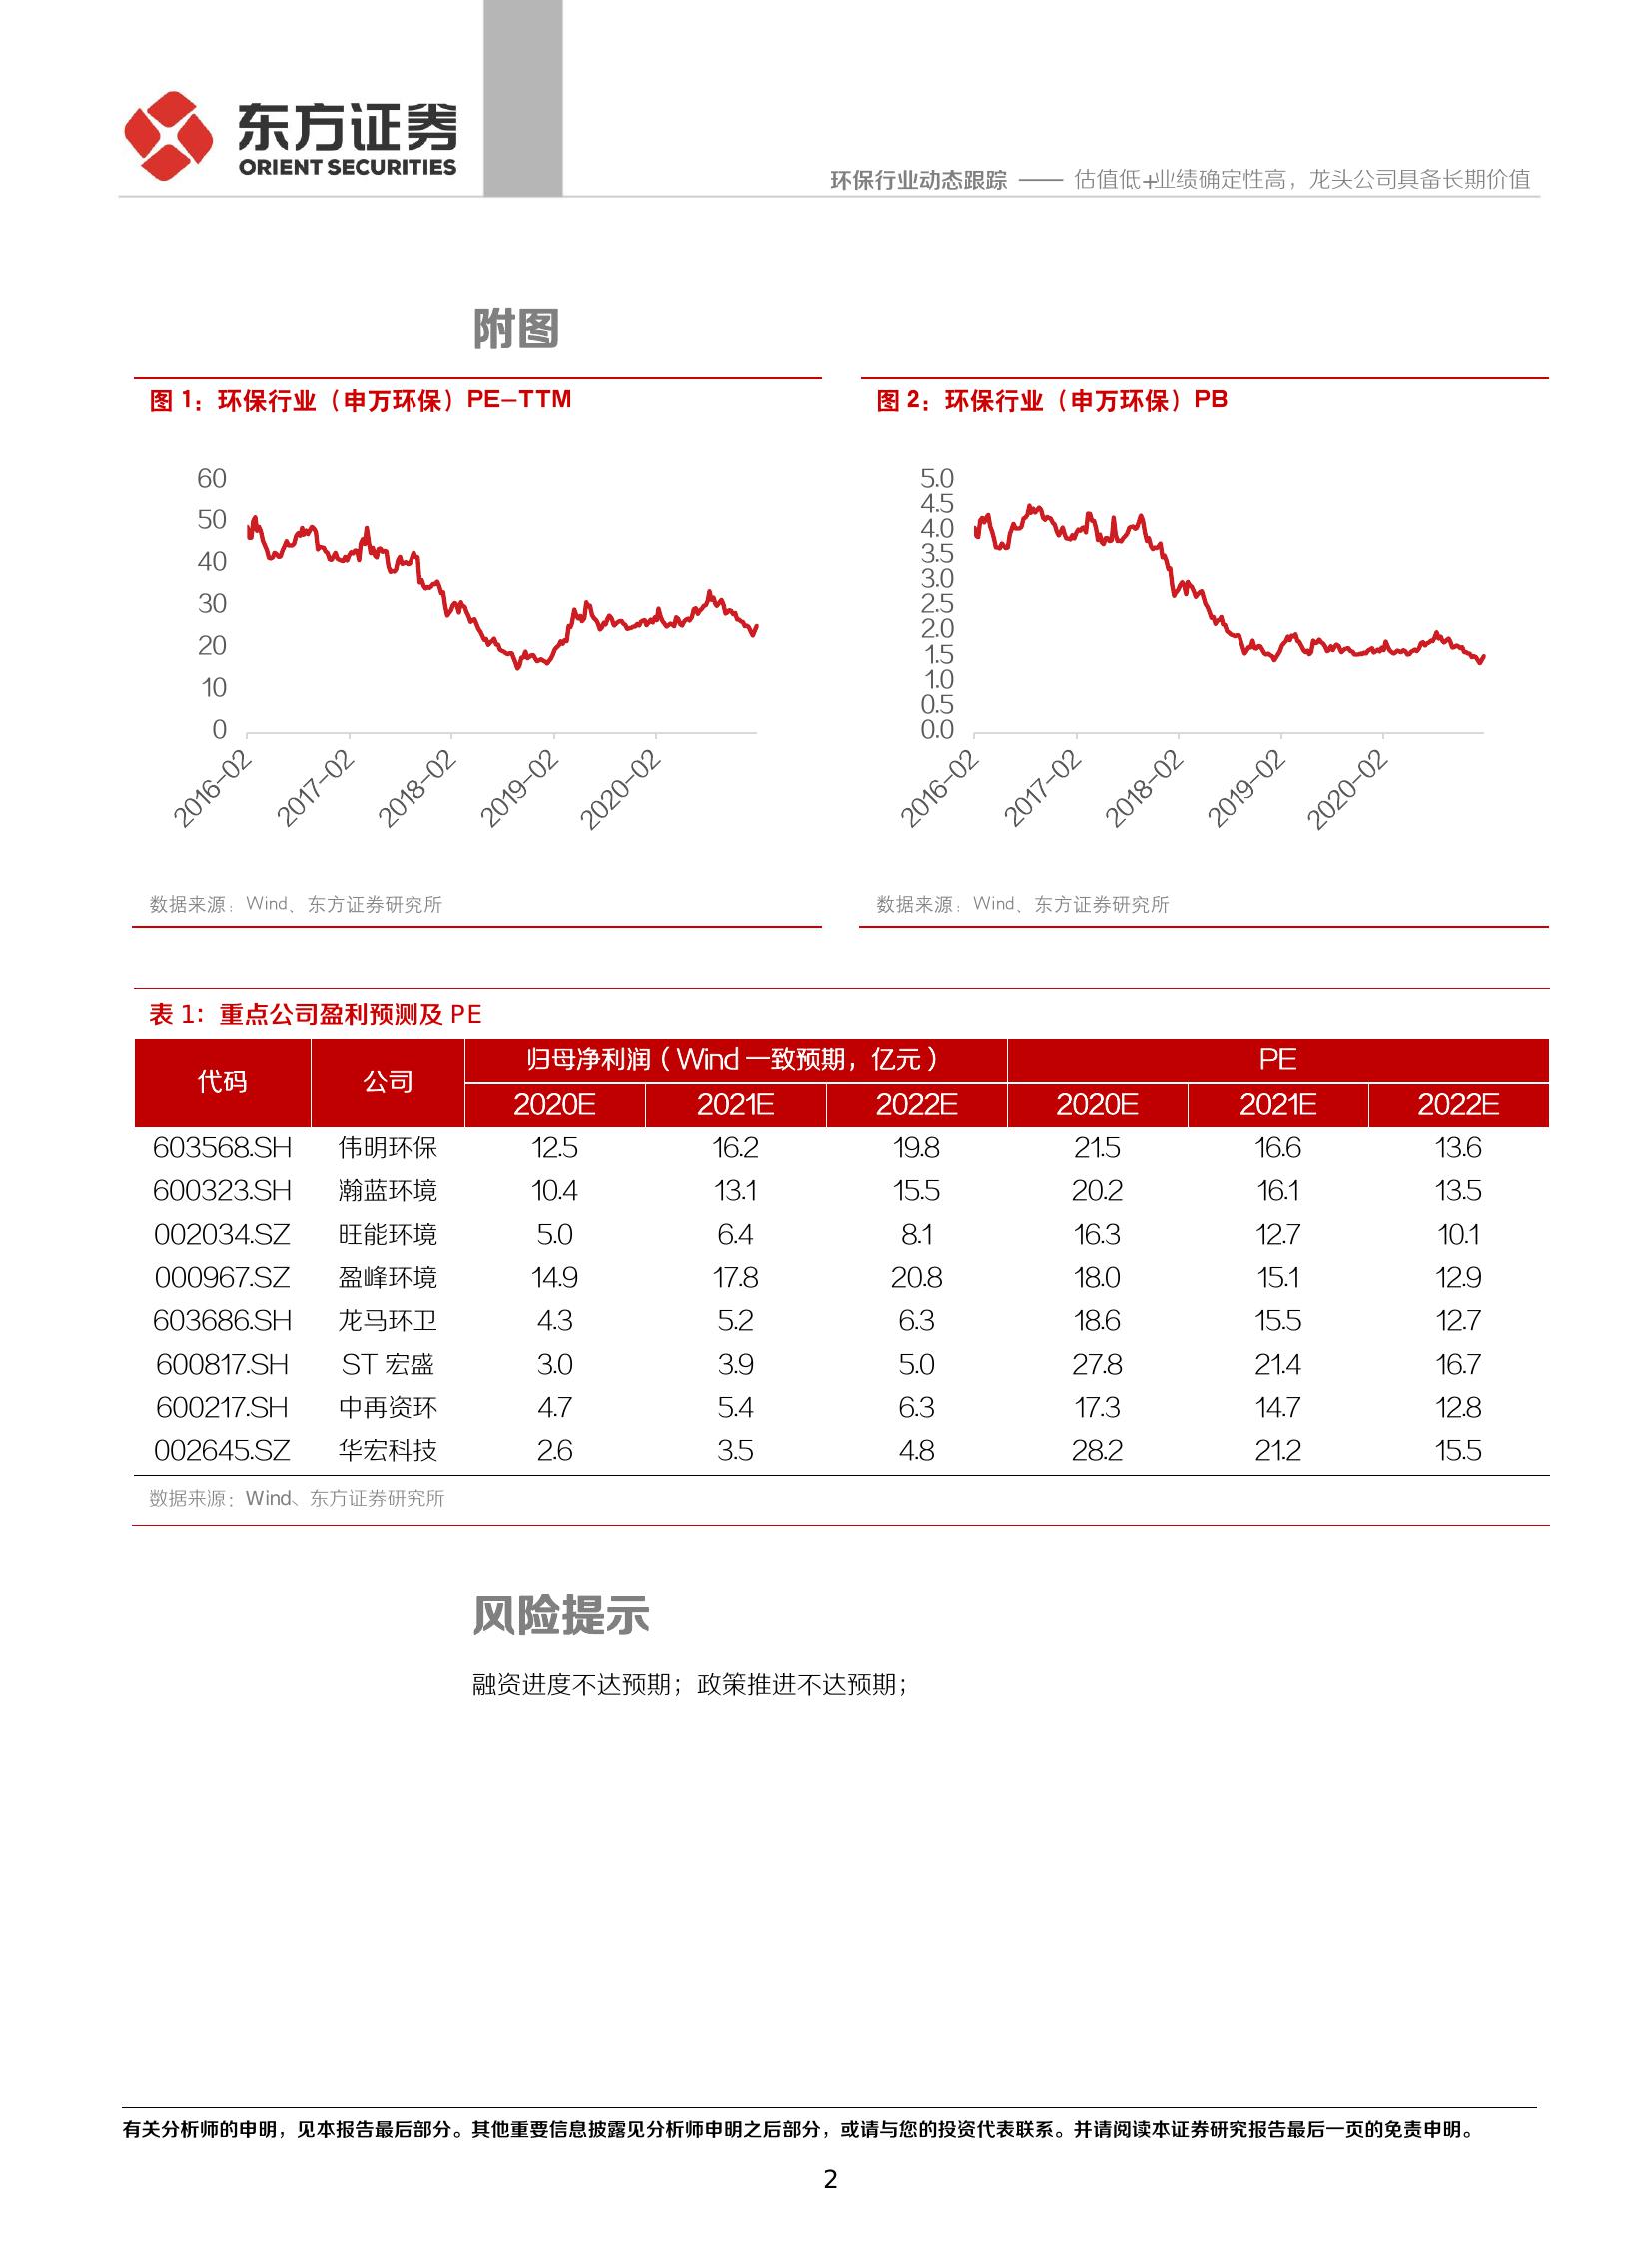 东方证券
ORIENT SECURITIES
环保行业动态跟踪 —— 估值低+业绩确定性高，龙头公司具备长期价值
附图
图 1：环保行业（申万环保）PE-TTM
60
50
40
30
20
10
0
2016-02 2017-02 2018-02 2019-02 2020-02
数据来源：Wind、东方证券研究所
图 2：环保行业（申万环保）PB
5.0
4.5
4.0
3.5
3.0
2.5
2.0
1.5
1.0
0.5
0.0
2016-02 2017-02 2018-02 2019-02 2020-02
数据来源：Wind、东方证券研究所
表 1：重点公司盈利预测及 PE
代码 公司 归母净利润（Wind 一致预期，亿元） PE
2020E 2021E 2022E 2020E 2021E 2022E
603568.SH 伟明环保 12.5 16.2 19.8 21.5 16.6 13.6
600323.SH 瀚蓝环境 10.4 13.1 15.5 20.2 16.1 13.5
002034.SZ 旺能环境 5.0 6.4 8.1 16.3 12.7 10.1
000967.SZ 盈峰环境 14.9 17.8 20.8 18.0 15.1 12.9
603686.SH 龙马环卫 4.3 5.2 6.3 18.6 15.5 12.7
600817.SH ST 宏盛 3.0 3.9 5.0 27.8 21.4 16.7
600217.SH 中再资环 4.7 5.4 6.3 17.3 14.7 12.8
002645.SZ 华宏科技 2.6 3.5 4.8 28.2 21.2 15.5
数据来源：Wind、东方证券研究所
风险提示
融资进度不达预期；政策推进不达预期；
有关分析师的申明，见本报告最后部分。其他重要信息披露见分析师申明之后部分，或请与您的投资代表联系。并请阅读本证券研究报告最后一页的免责申明。
2